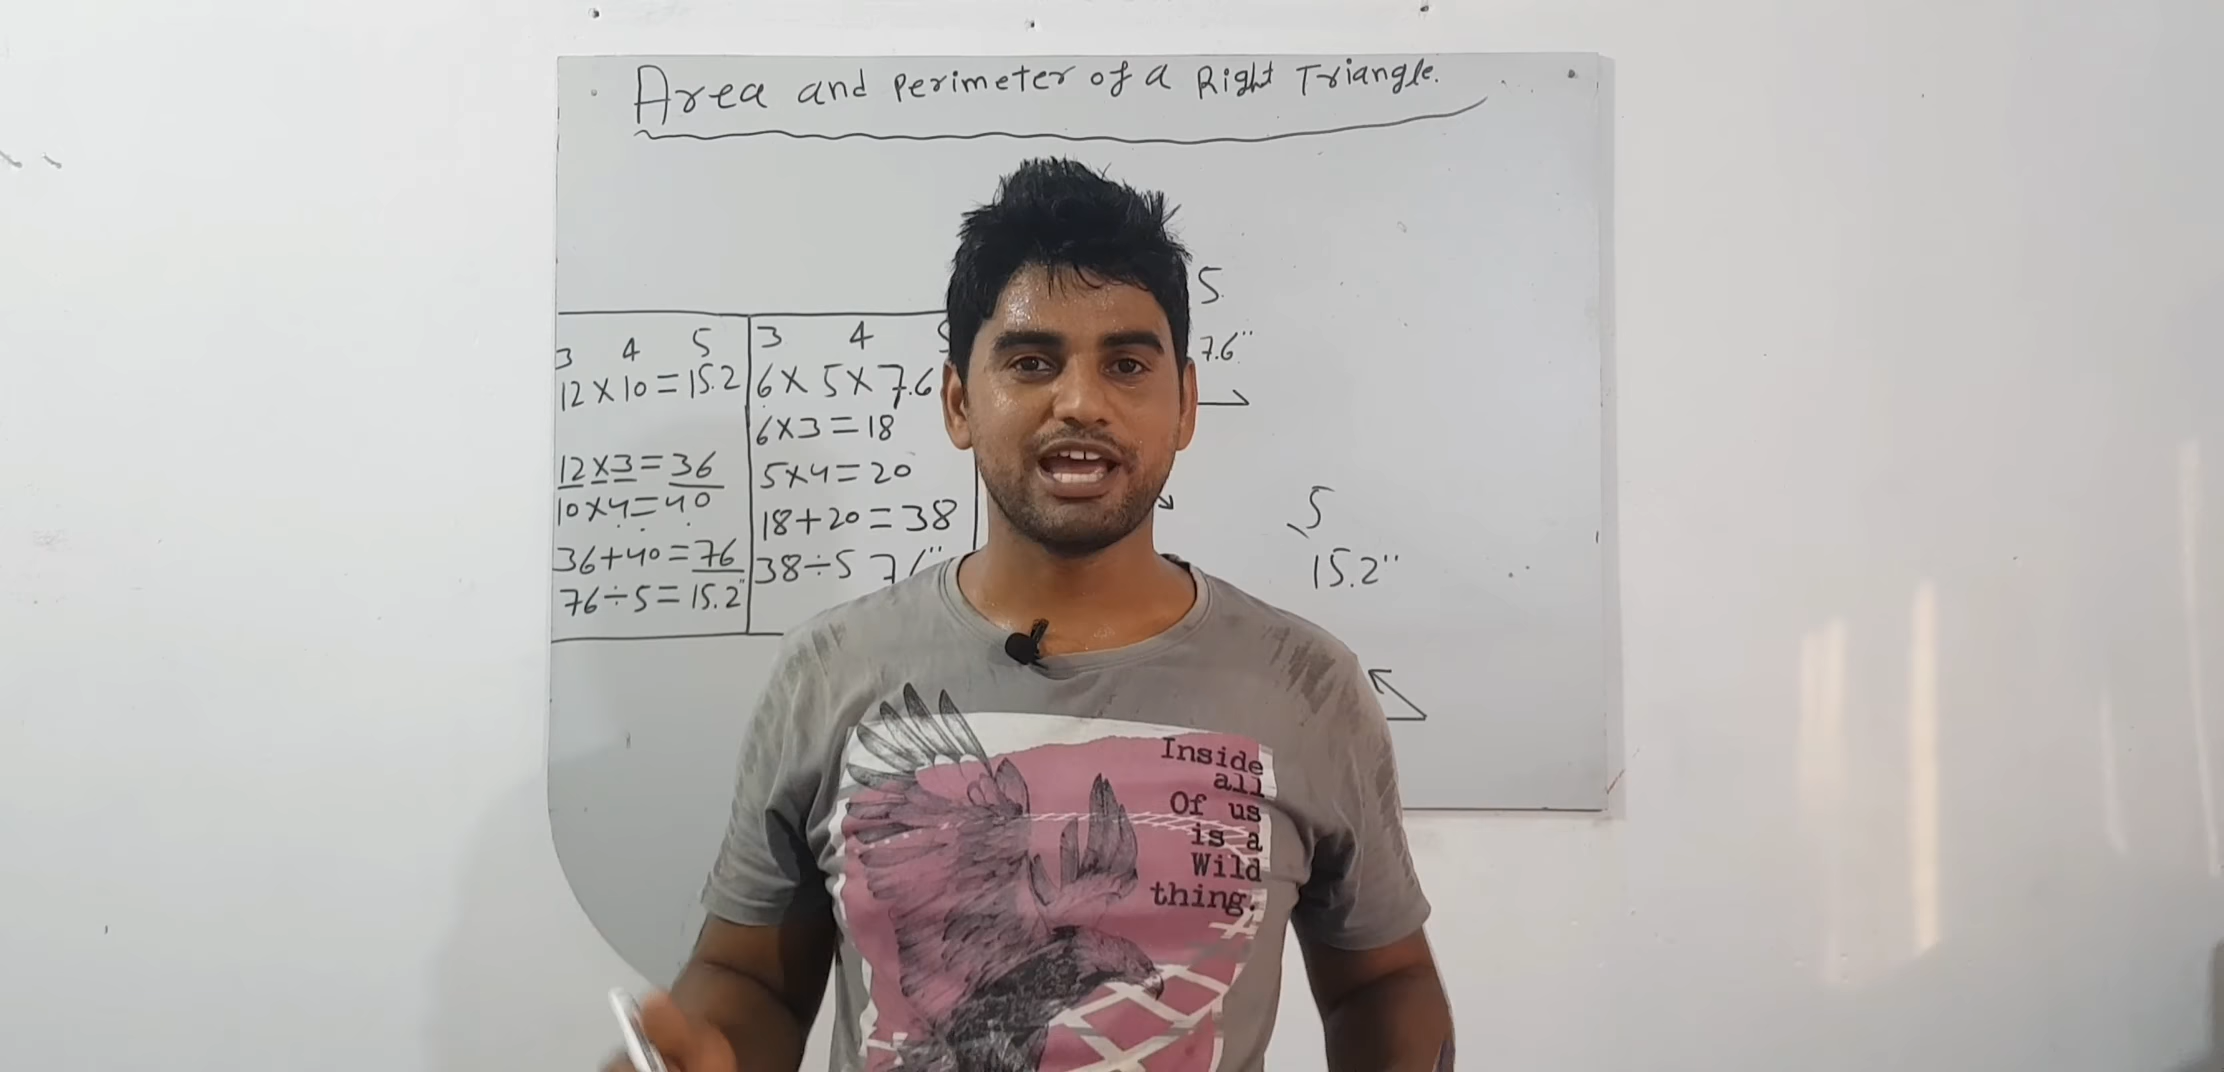 Area and Perimeter of a Right Triangle.
3 4 5
12 × 10 = 15.2
12 × 3 = 36
10 × 4 = 40
36 + 40 = 76
76 ÷ 5 = 15.2"
3 4
6 × 5 × 7.6
6 × 3 = 18
5 × 4 = 20
18 + 20 = 38
38 ÷ 5
5
7.6"
5
15.2"
Inside
all
Of us
is a
Wild
thing.